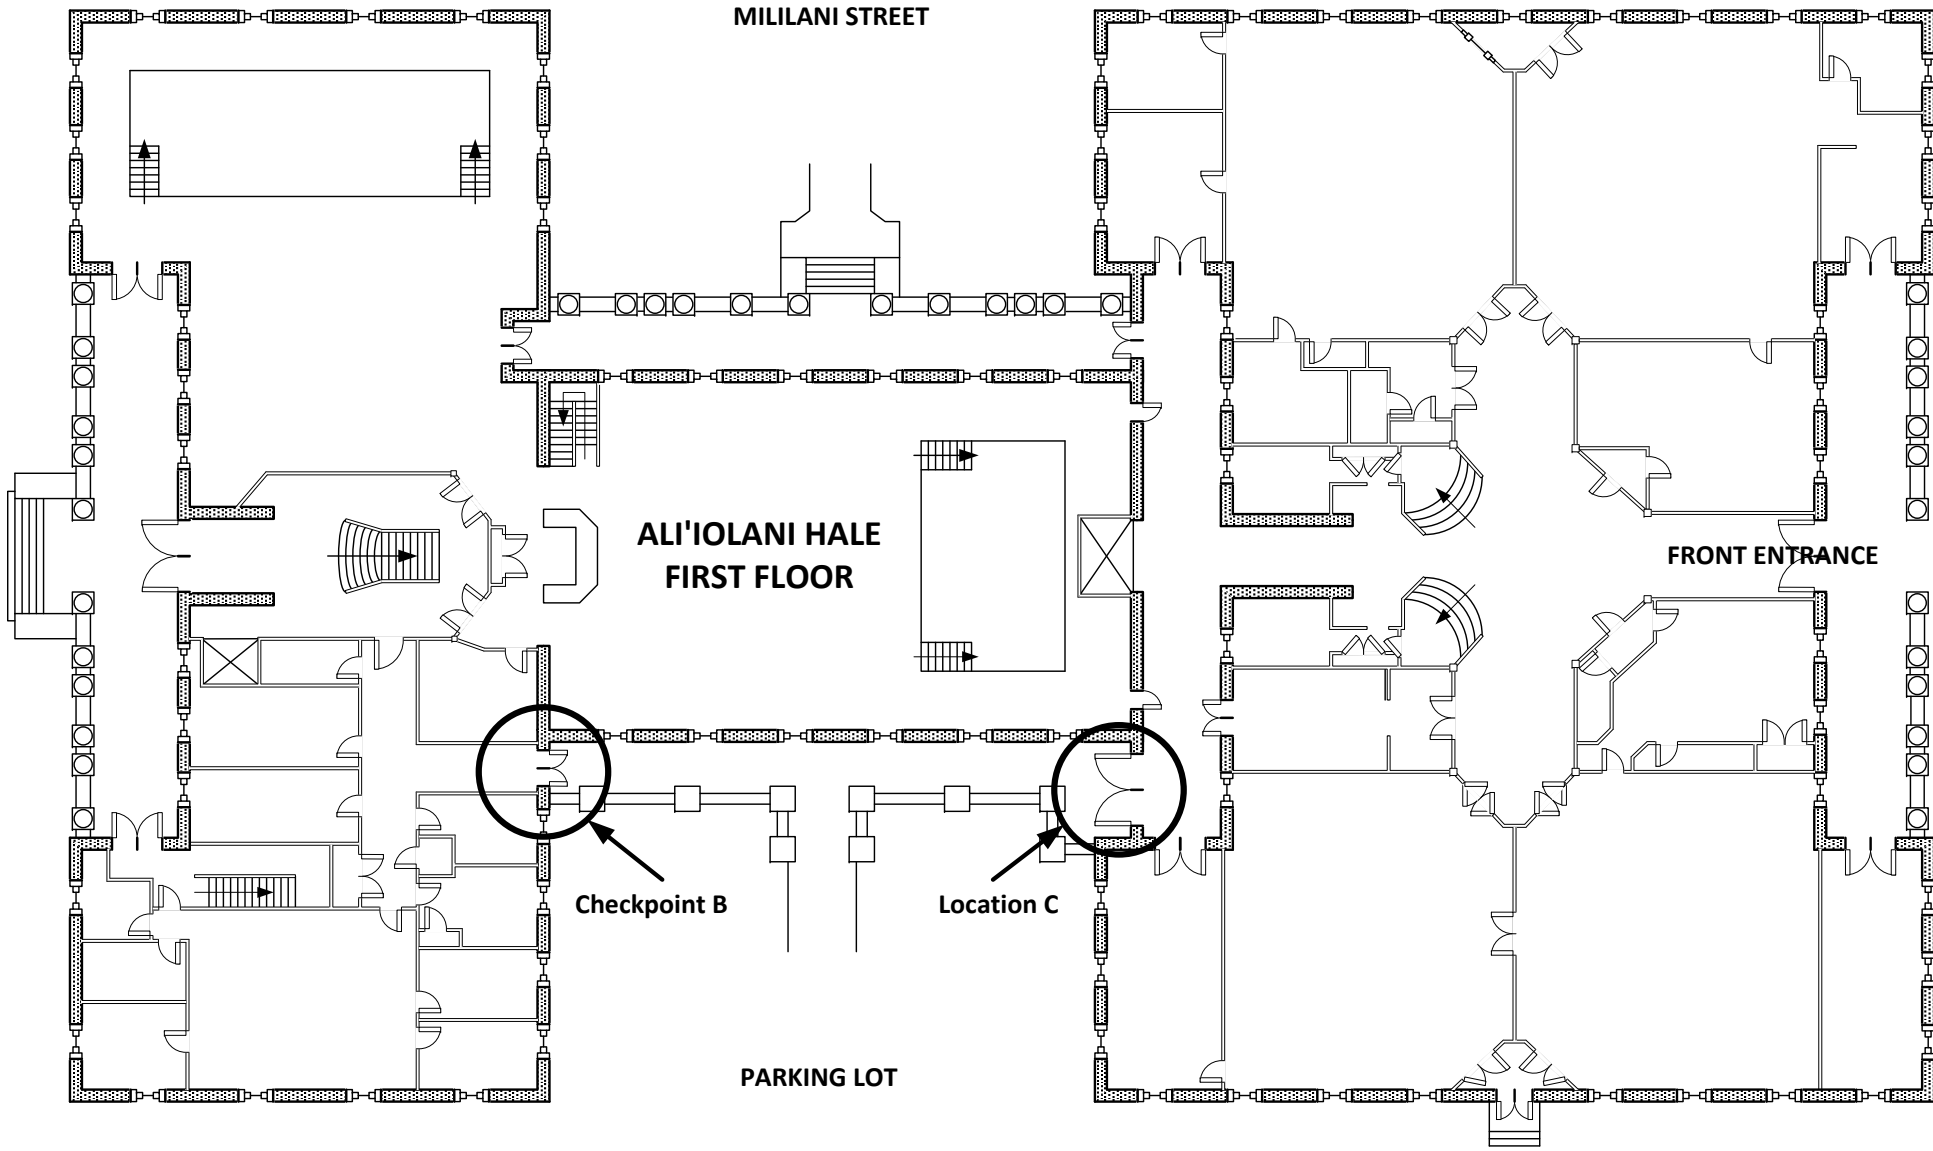 MILILANI STREET
ALI'IOLANI HALE
FIRST FLOOR
FRONT ENTRANCE
Checkpoint B
Location C
PARKING LOT